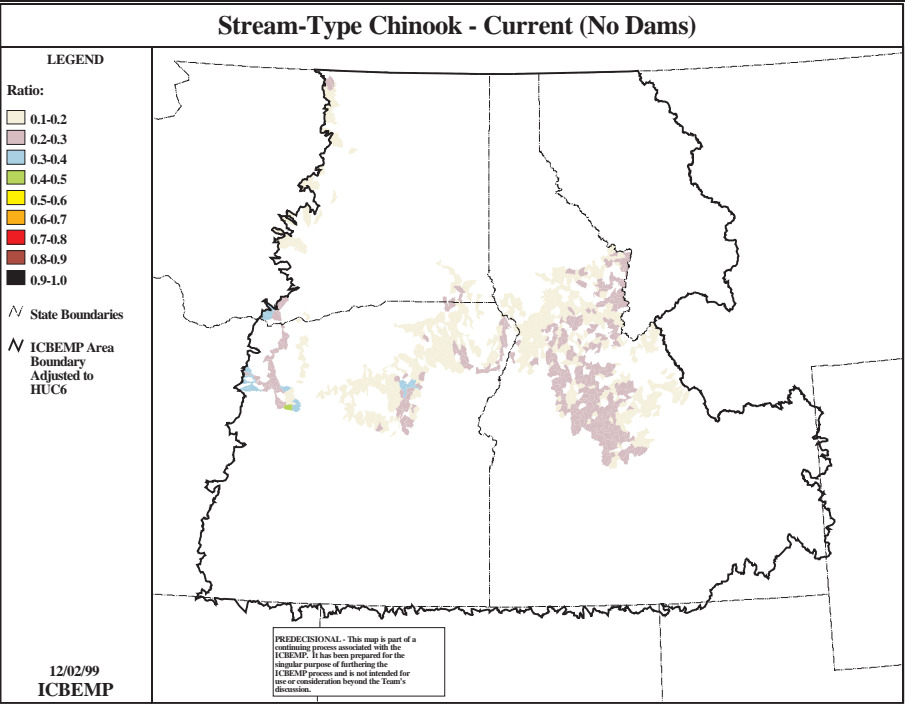 Stream-Type Chinook - Current (No Dams)
LEGEND
Ratio:
0.1-0.2
0.2-0.3
0.3-0.4
0.4-0.5
0.5-0.6
0.6-0.7
0.7-0.8
0.8-0.9
0.9-1.0
State Boundaries
ICBEMP Area
Boundary
Adjusted to
HUC6
PREDECISIONAL - This map is part of a
continuing process associated with the
ICBEMP. It has been prepared for the
singular purpose of furthering the
ICBEMP process and is not intended for
use or consideration beyond the Team's
discussion.
12/02/99
ICBEMP